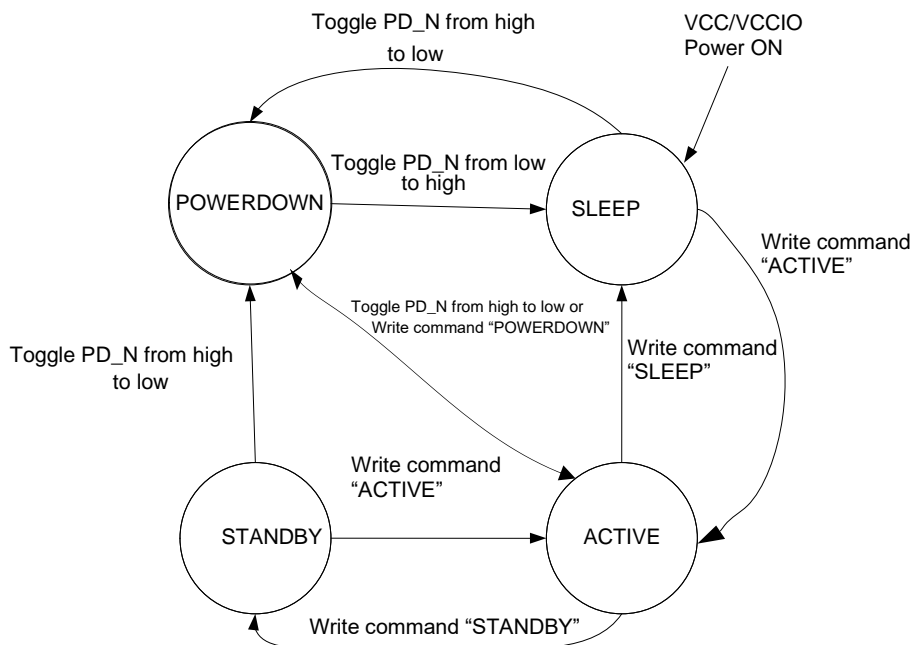 Toggle PD_N from high
to low
VCC/VCCIO
Power ON
Toggle PD_N from low
to high
POWERDOWN
SLEEP
Write command
“ACTIVE”
Toggle PD_N from high to low or
Write command “POWERDOWN”
Toggle PD_N from high
to low
Write command
“SLEEP”
Write command
“ACTIVE”
STANDBY
ACTIVE
Write command “STANDBY”